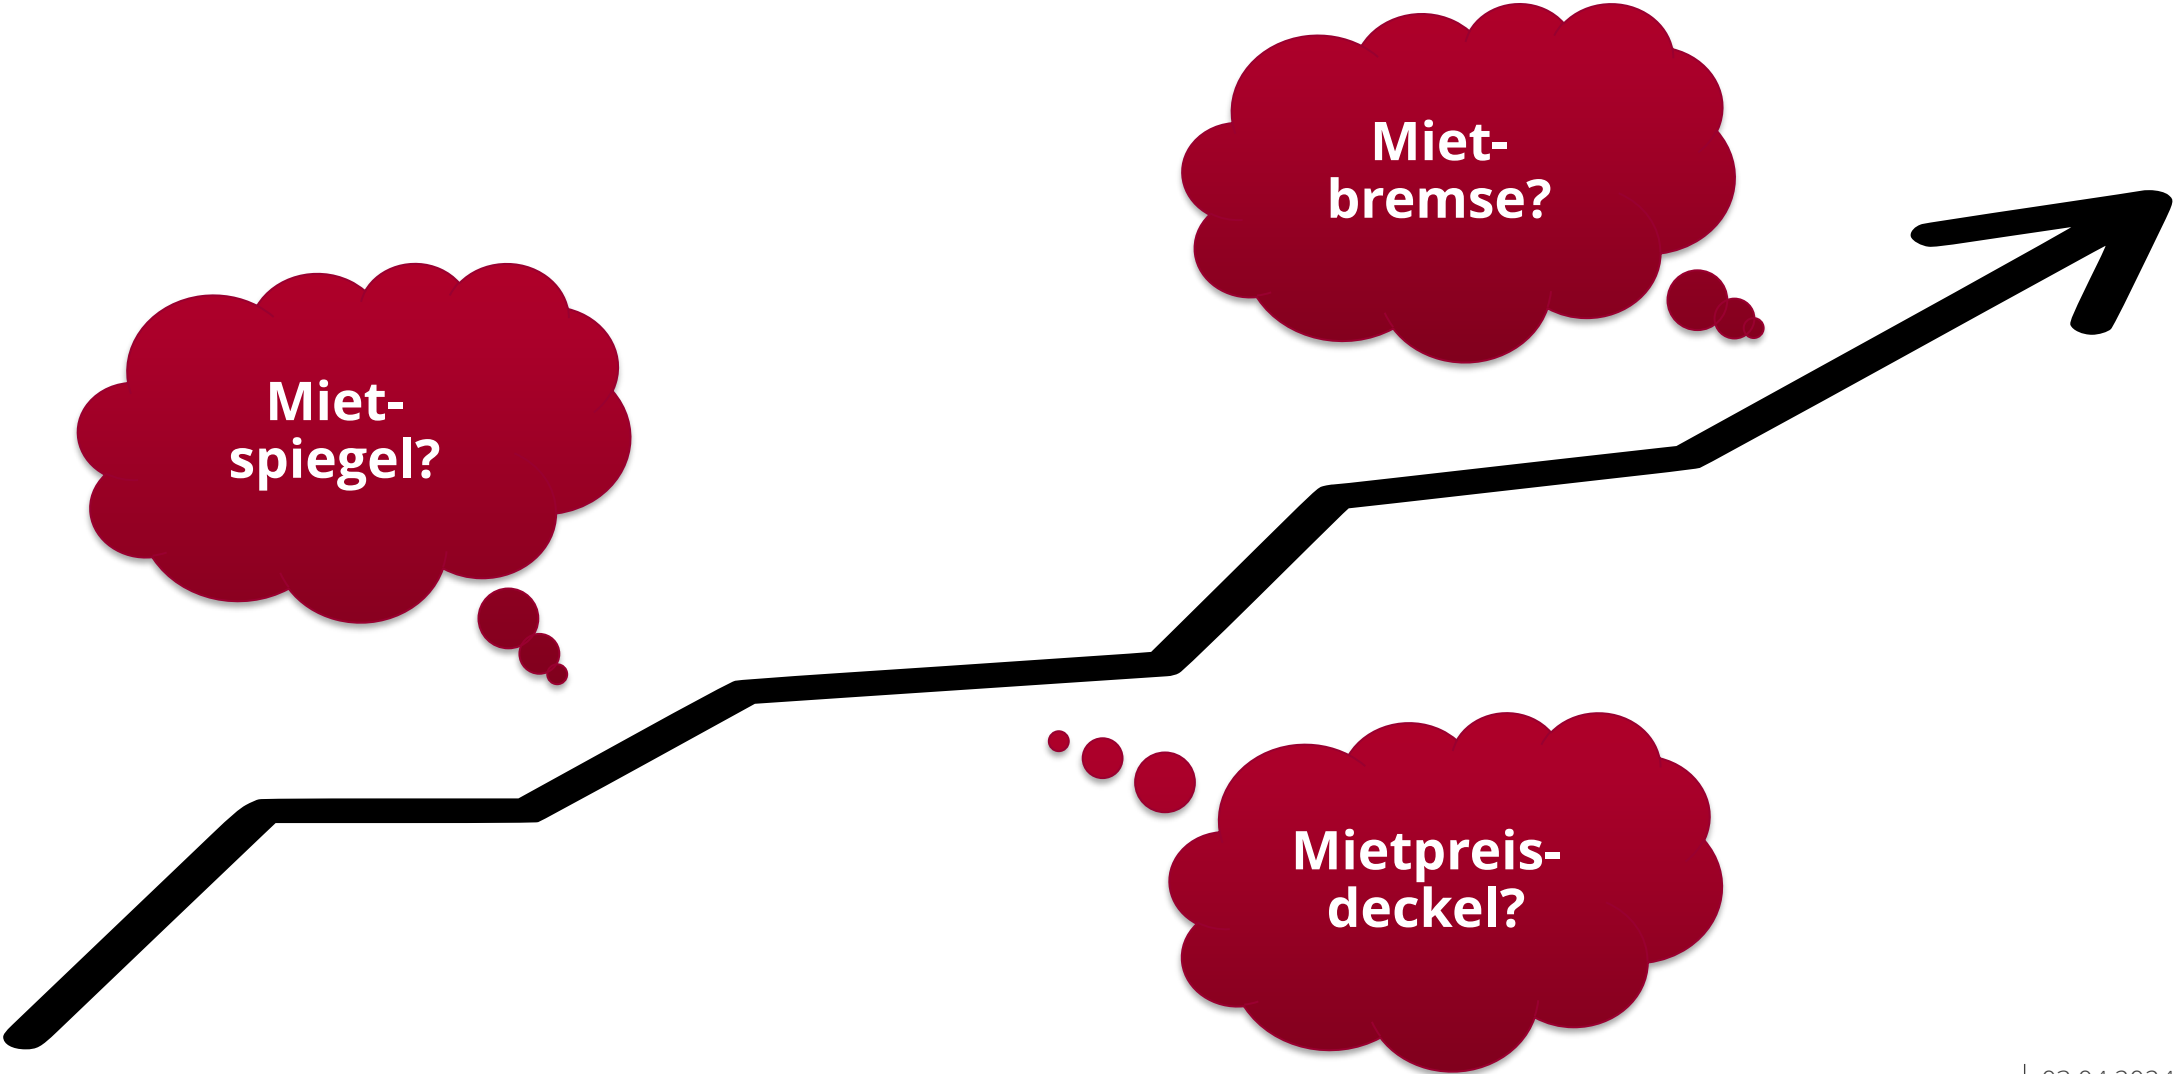 Miet-
bremse?
Miet-
spiegel?
Mietpreis-
deckel?